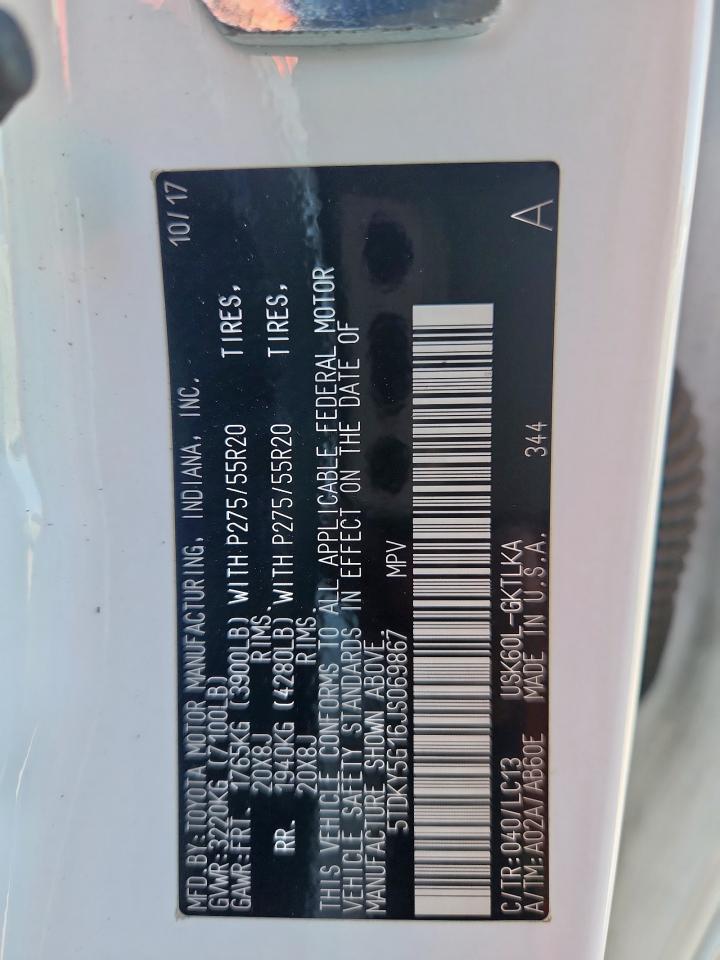 MFD.BY:TOYOTA MOTOR MANUFACTURING, INDIANA, INC. 10/17
GVWR:3220KG (7100LB)
GAWR:FRT. 1765KG (3900LB) WITH P275/55R20 TIRES,
20X8J RIMS.
RR. 1940KG (4280LB) WITH P275/55R20 TIRES,
20X8J RIMS.
THIS VEHICLE CONFORMS TO ALL APPLICABLE FEDERAL MOTOR
VEHICLE SAFETY STANDARDS IN EFFECT ON THE DATE OF
MANUFACTURE SHOWN ABOVE.
5TDKY5G16JS069867 MPV
C/TR:040/LC13 USK60L-GKTLKA
A/TM:A02A/AB60E MADE IN U.S.A. 344 A